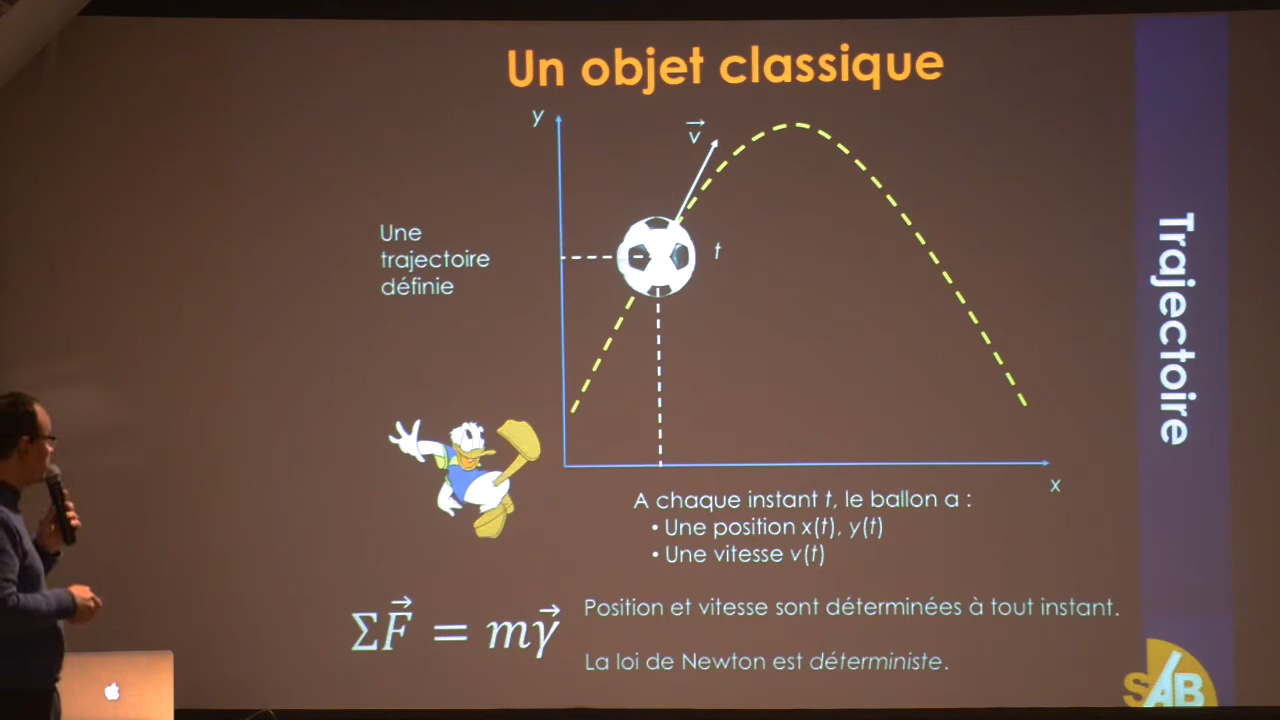 Un objet classique
y
v⃗
Une
trajectoire
définie
t
x
A chaque instant t, le ballon a :
• Une position x(t), y(t)
• Une vitesse v(t)
ΣF⃗ = mγ⃗
Position et vitesse sont déterminées à tout instant.
La loi de Newton est déterministe.
Trajectoire
SAB